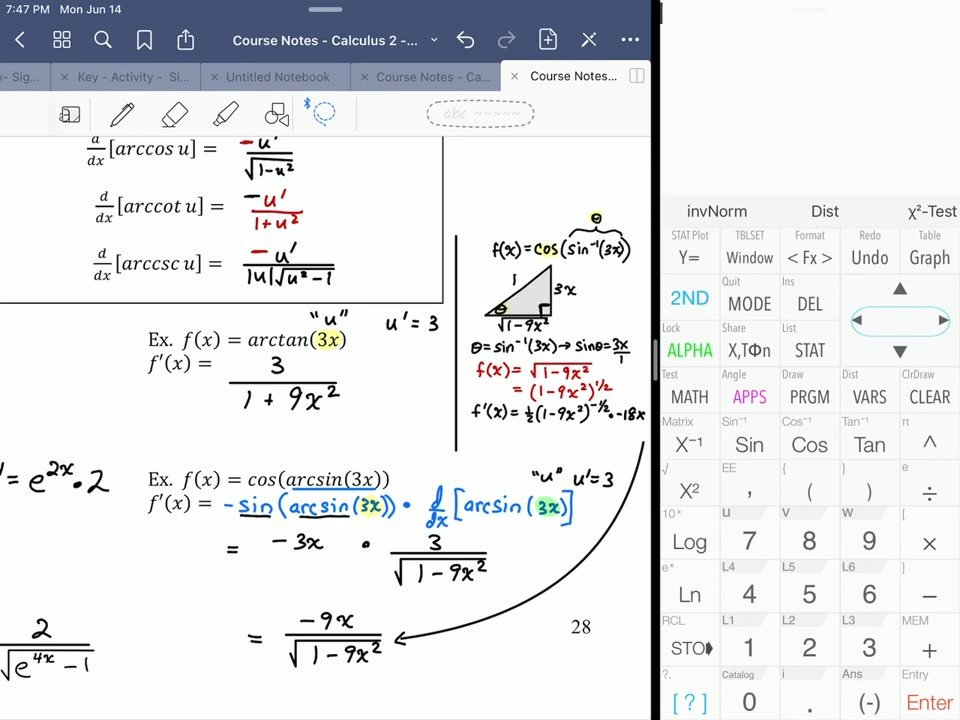 7:47 PM Mon Jun 14
Course Notes - Calculus 2 -...
y- Sig...
Key - Activity - Si...
Untitled Notebook
Course Notes - Ca...
Course Notes...
abc
d/dx [arccos u] = -u'/√(1-u²)
d/dx [arccot u] = -u'/(1+u²)
d/dx [arccsc u] = -u'/(|u|√(u²-1))
θ
f(x) = cos(sin⁻¹(3x))
1
3x
θ
√(1-9x²)
θ = sin⁻¹(3x) → sinθ = 3x/1
f(x) = √(1-9x²)
= (1-9x²)^(1/2)
f'(x) = ½(1-9x²)^(-1/2) • -18x
"u" u' = 3
Ex. f(x) = arctan(3x)
f'(x) = 3/(1 + 9x²)
' = e^(2x) • 2
Ex. f(x) = cos(arcsin(3x))
"u" u' = 3
f'(x) = -sin(arcsin(3x)) • d/dx [arcsin(3x)]
= -3x • 3/√(1-9x²)
= -9x/√(1-9x²)
2/√(e^(4x) - 1)
28
invNorm Dist χ²-Test
STAT Plot TBLSET Format Redo Table
Y= Window < Fx > Undo Graph
Quit Ins
2ND MODE DEL
Lock Share List
ALPHA X,TΦn STAT
Test Angle Draw Dist ClrDraw
MATH APPS PRGM VARS CLEAR
Matrix Sin⁻¹ Cos⁻¹ Tan⁻¹ π
X⁻¹ Sin Cos Tan ^
√ EE { } e
X² , ( ) ÷
10ˣ u v w [
Log 7 8 9 ×
eˣ L4 L5 L6 ]
Ln 4 5 6 −
RCL L1 L2 L3 MEM
STO 1 2 3 +
?. Catalog i Ans Entry
[ ? ] 0 . (-) Enter